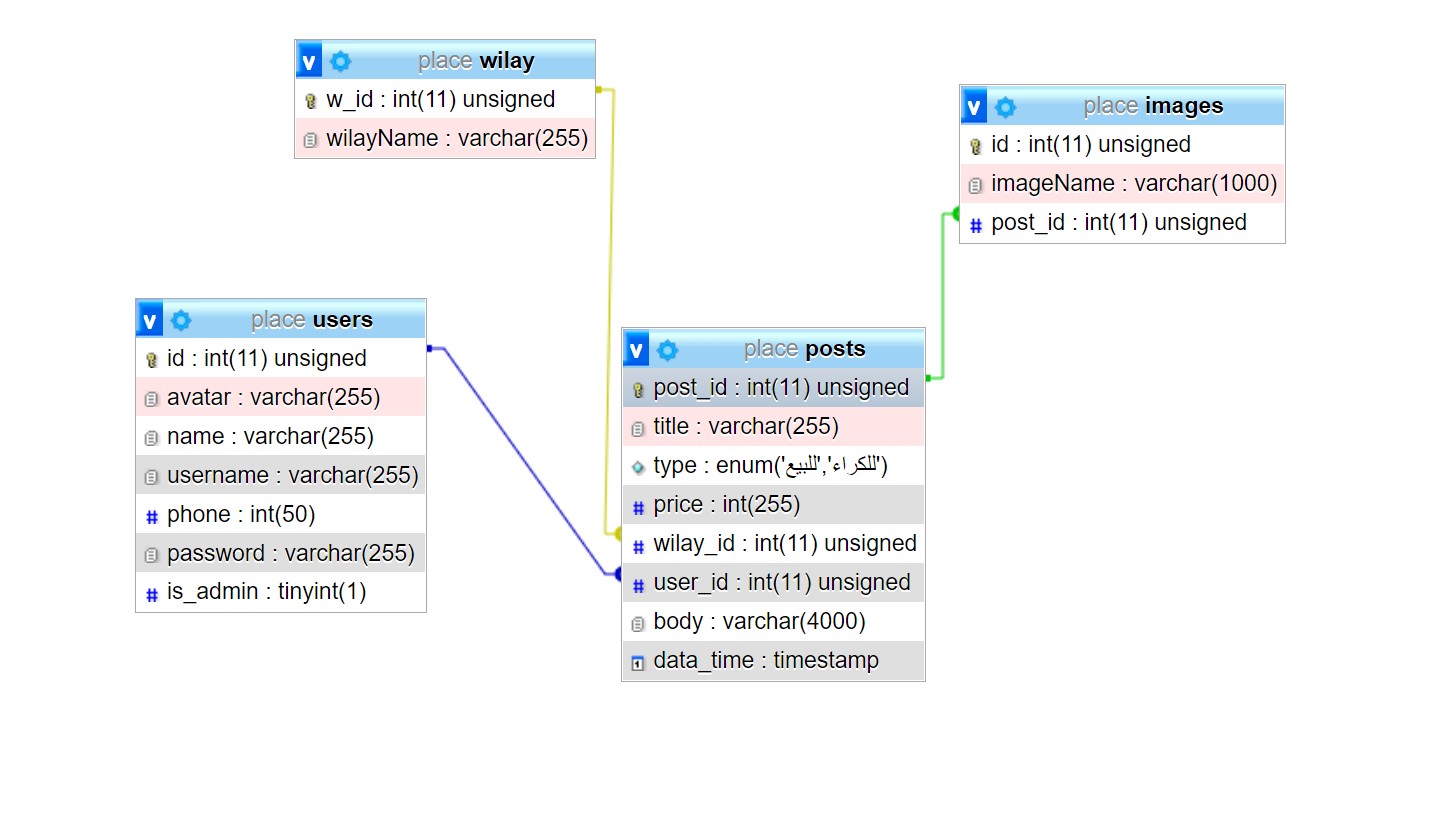 v place wilay
w_id : int(11) unsigned
wilayName : varchar(255)
v place images
id : int(11) unsigned
imageName : varchar(1000)
post_id : int(11) unsigned
v place users
id : int(11) unsigned
avatar : varchar(255)
name : varchar(255)
username : varchar(255)
phone : int(50)
password : varchar(255)
is_admin : tinyint(1)
v place posts
post_id : int(11) unsigned
title : varchar(255)
type : enum('للبيع','للكراء')
price : int(255)
wilay_id : int(11) unsigned
user_id : int(11) unsigned
body : varchar(4000)
data_time : timestamp